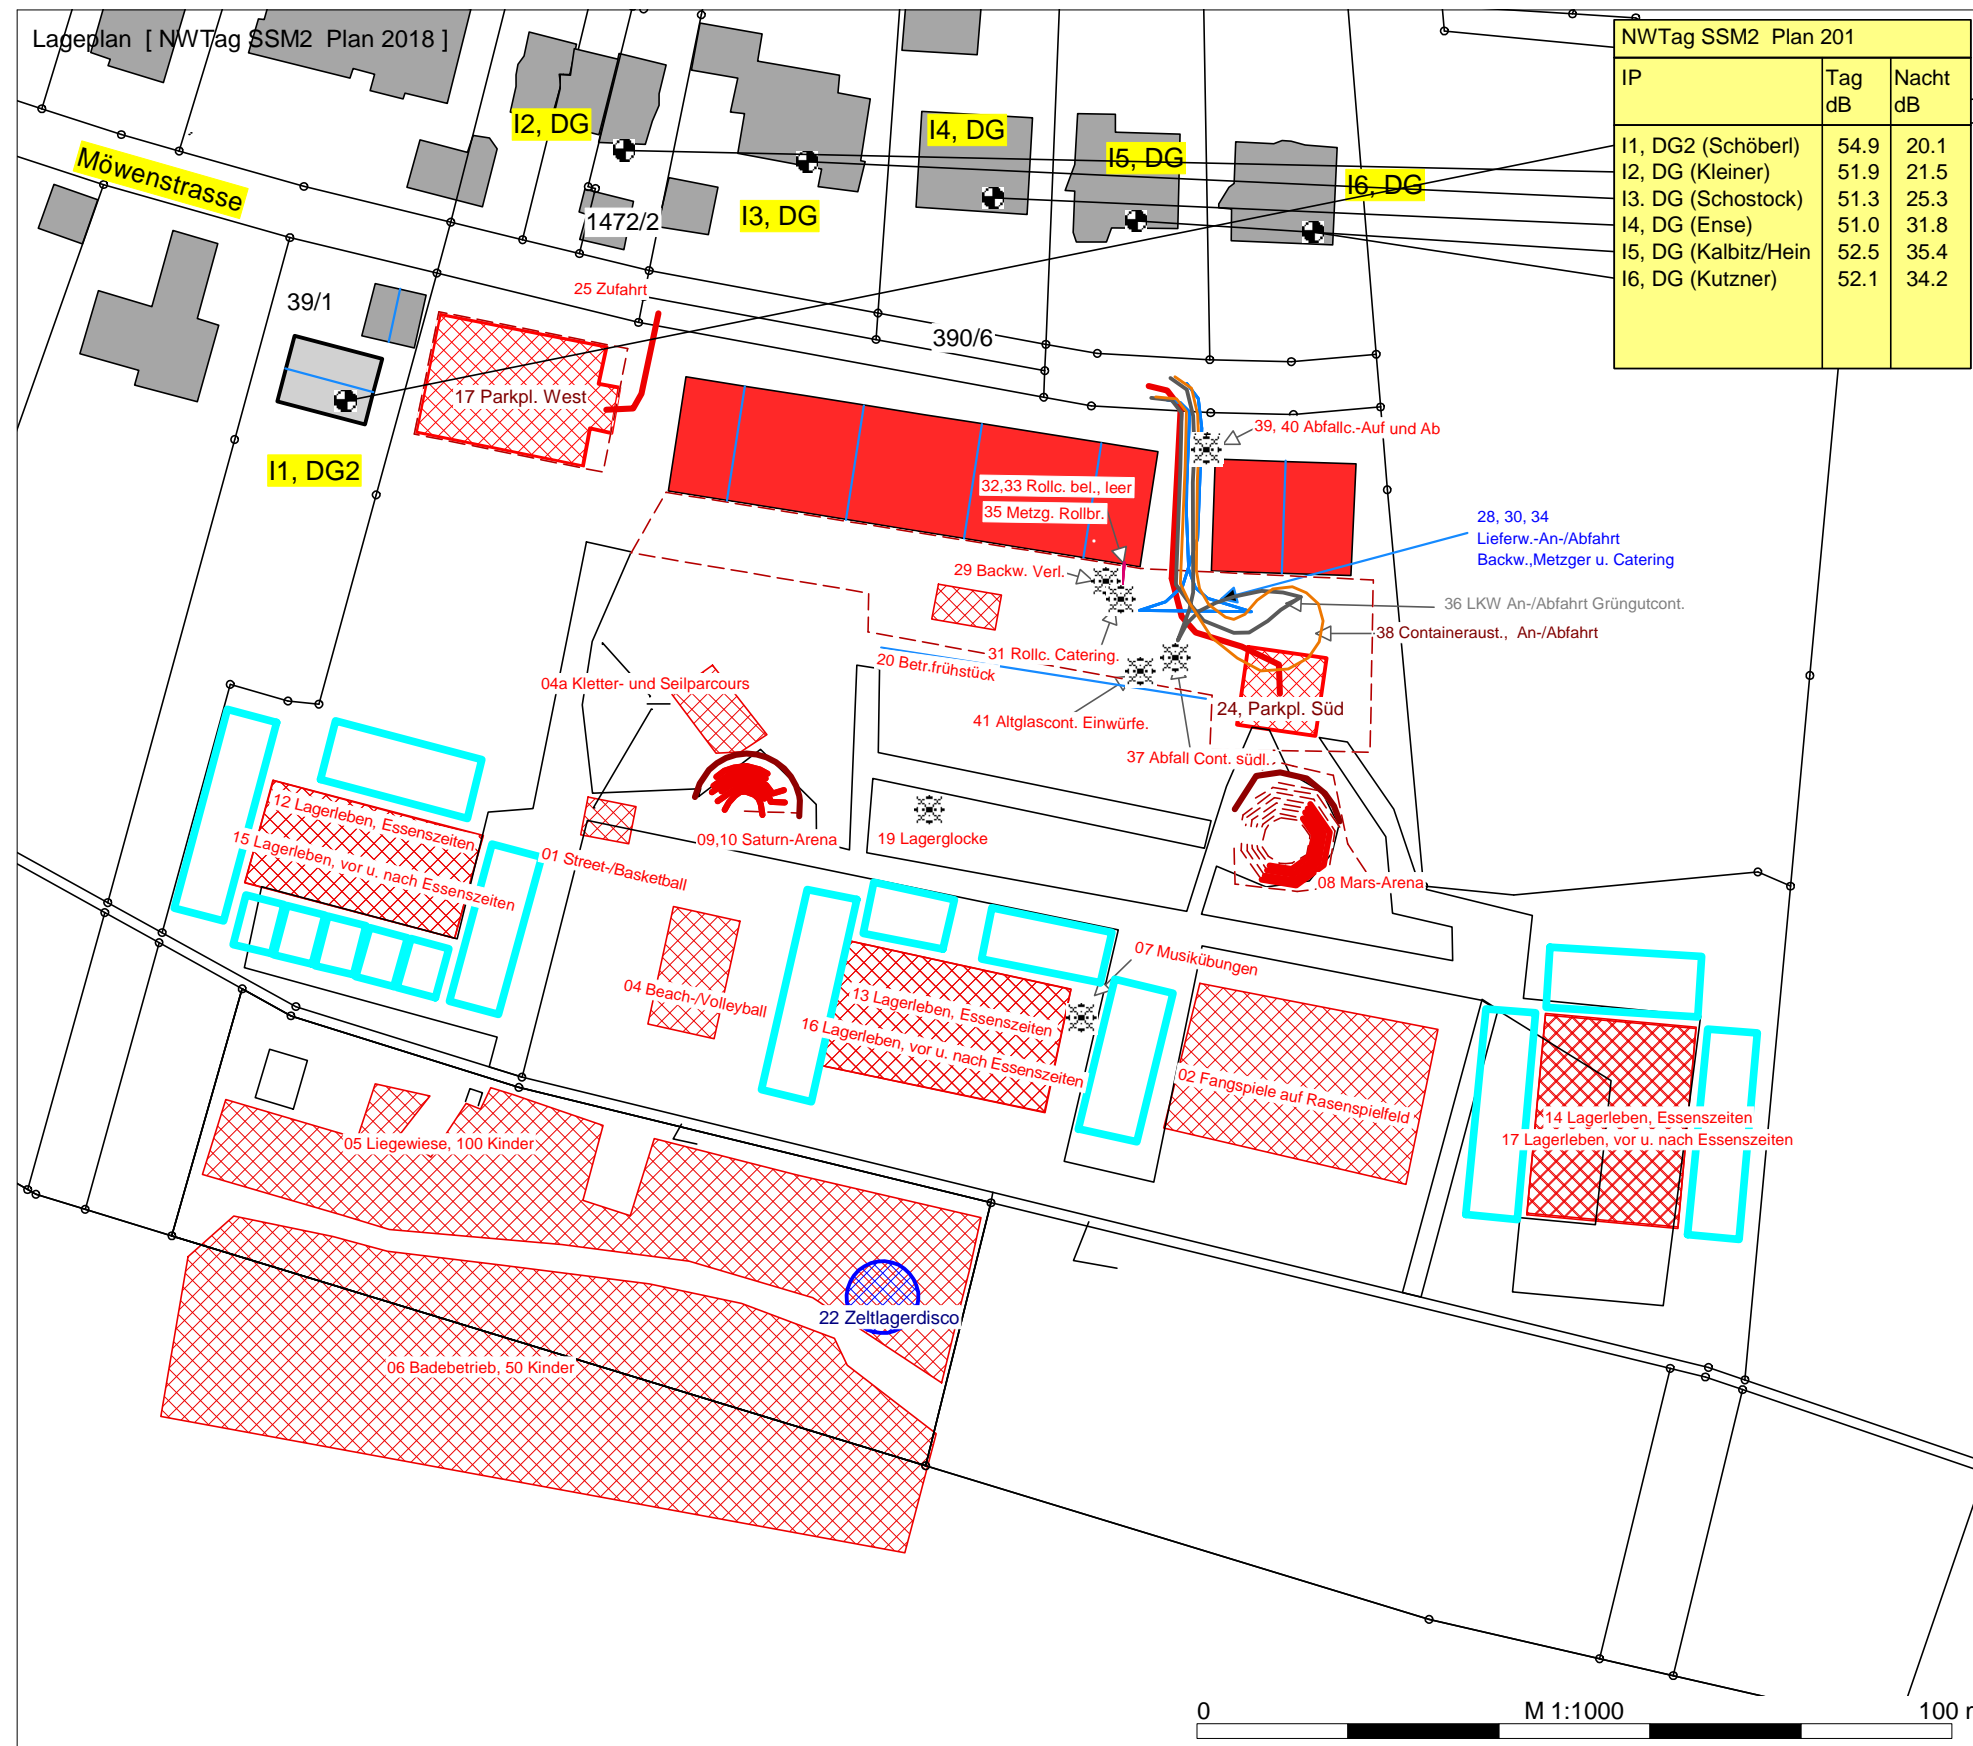 Lageplan [ NWTag SSM2 Plan 2018 ]
NWTag SSM2 Plan 201
IP Tag Nacht
dB dB
I1, DG2 (Schöberl) 54.9 20.1
I2, DG (Kleiner) 51.9 21.5
I3. DG (Schostock) 51.3 25.3
I4, DG (Ense) 51.0 31.8
I5, DG (Kalbitz/Hein 52.5 35.4
I6, DG (Kutzner) 52.1 34.2
I2, DG
I4, DG
I5, DG
I6, DG
Möwenstrasse
1472/2
I3, DG
25 Zufahrt
39/1
390/6
17 Parkpl. West
I1, DG2
39, 40 Abfallc.-Auf und Ab
32,33 Rollc. bel., leer
35 Metzg. Rollbr.
28, 30, 34
Lieferw.-An-/Abfahrt
Backw.,Metzger u. Catering
29 Backw. Verl.
36 LKW An-/Abfahrt Grüngutcont.
38 Containeraust., An-/Abfahrt
31 Rollc. Catering.
20 Betr.frühstück
04a Kletter- und Seilparcours
24, Parkpl. Süd
41 Altglascont. Einwürfe.
37 Abfall Cont. südl.
12 Lagerleben, Essenszeiten
15 Lagerleben, vor u. nach Essenszeiten
09,10 Saturn-Arena
19 Lagerglocke
01 Street-/Basketball
08 Mars-Arena
07 Musikübungen
04 Beach-/Volleyball
13 Lagerleben, Essenszeiten
16 Lagerleben, vor u. nach Essenszeiten
02 Fangspiele auf Rasenspielfeld
14 Lagerleben, Essenszeiten
17 Lagerleben, vor u. nach Essenszeiten
05 Liegewiese, 100 Kinder
22 Zeltlagerdisco
06 Badebetrieb, 50 Kinder
0 M 1:1000 100 m